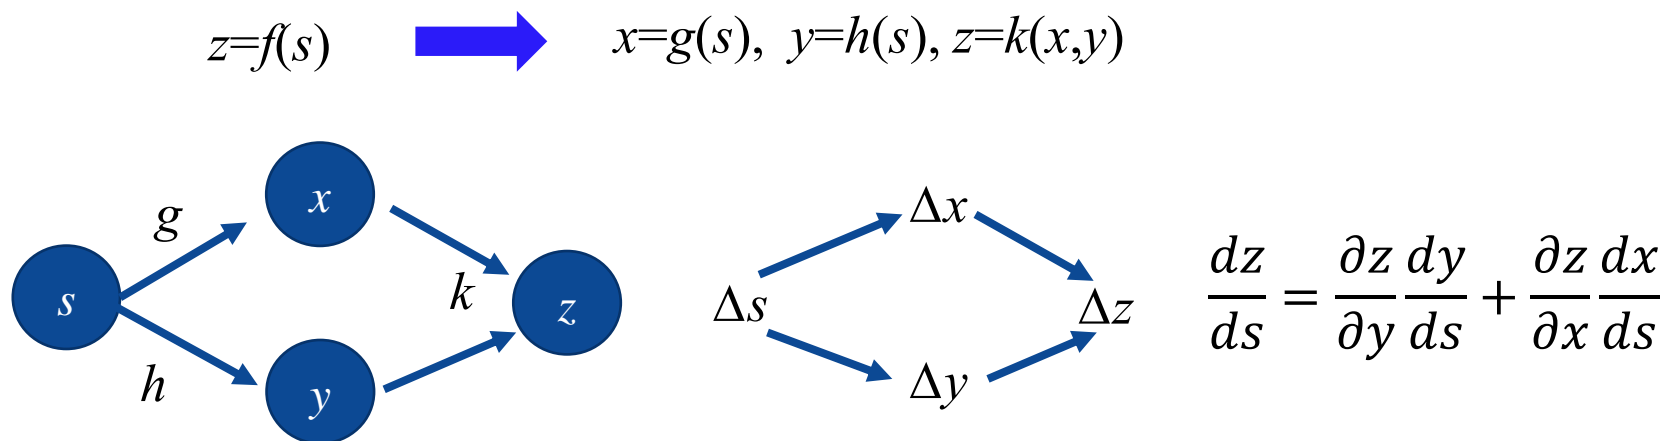 z=f(s) x=g(s), y=h(s), z=k(x,y)
x
g
s
k
z
h
y
Δx
Δs
Δz
Δy
dz/ds = ∂z/∂y dy/ds + ∂z/∂x dx/ds